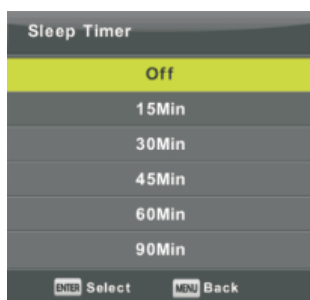 Sleep Timer
Off
15Min
30Min
45Min
60Min
90Min
ENTER Select MENU Back